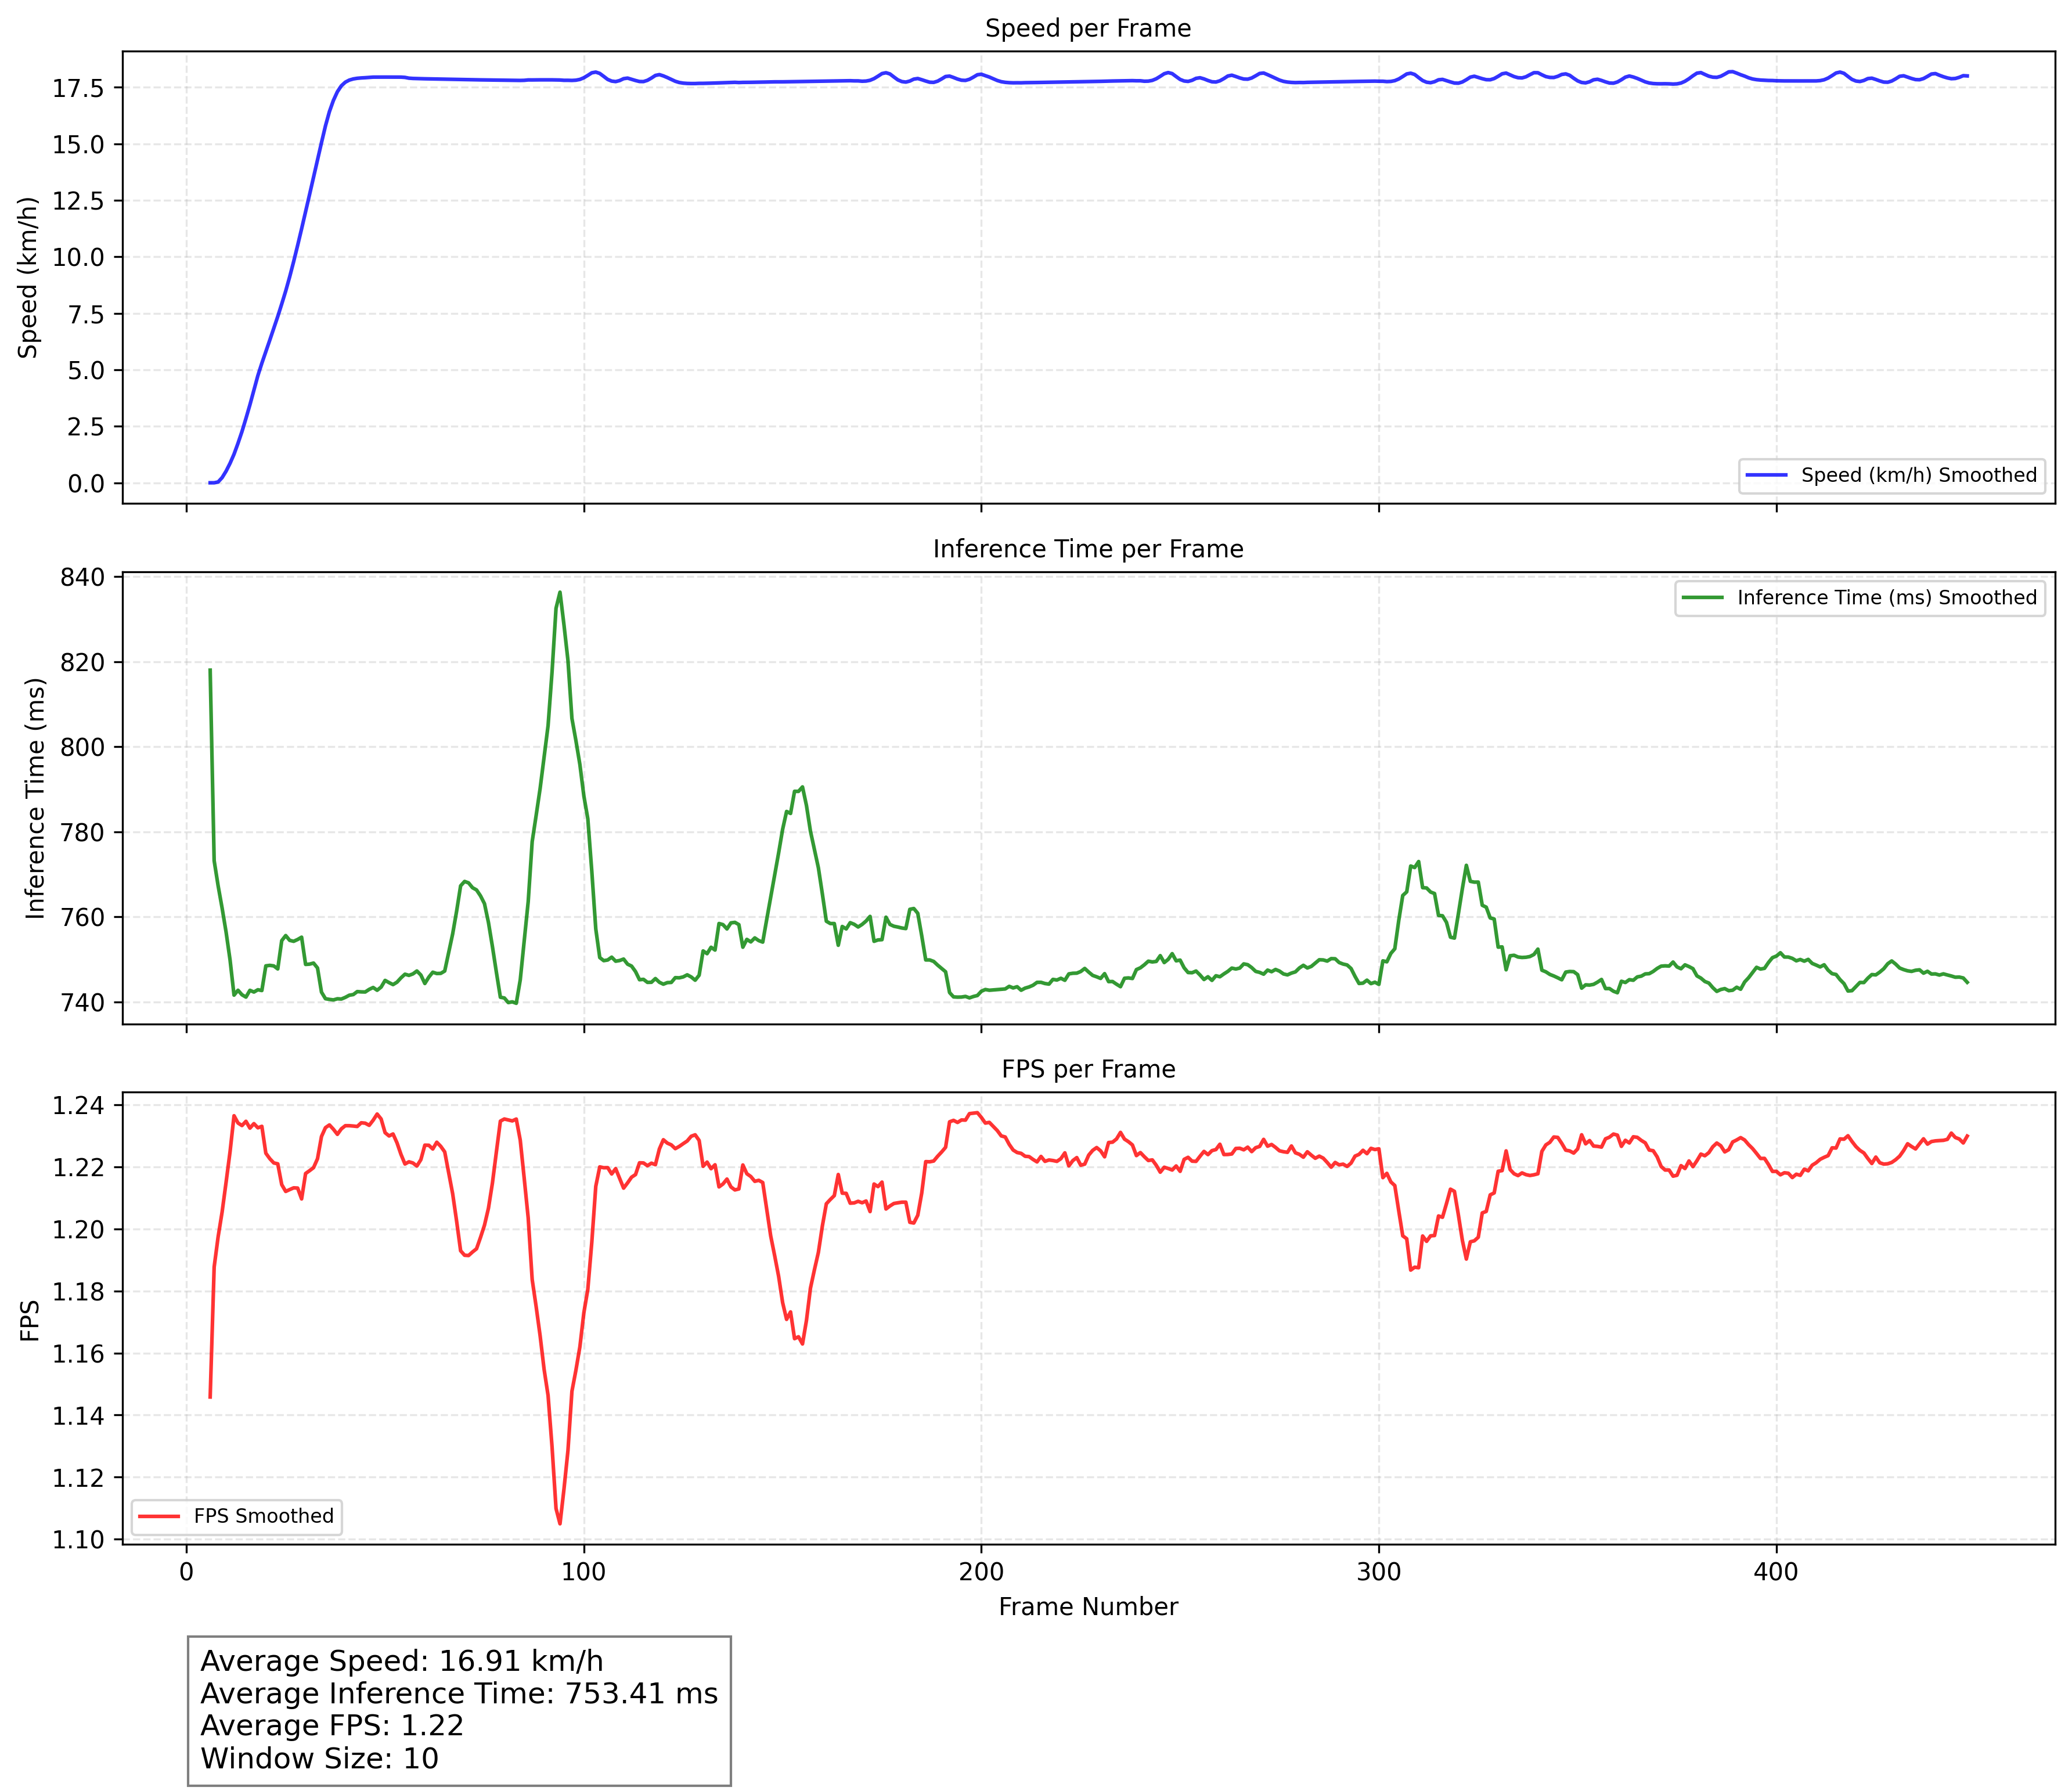 Speed per Frame
Speed (km/h)
17.5
15.0
12.5
10.0
7.5
5.0
2.5
0.0
Speed (km/h) Smoothed
Inference Time per Frame
Inference Time (ms)
840
820
800
780
760
740
Inference Time (ms) Smoothed
FPS per Frame
FPS
1.24
1.22
1.20
1.18
1.16
1.14
1.12
1.10
FPS Smoothed
0 100 200 300 400
Frame Number
Average Speed: 16.91 km/h
Average Inference Time: 753.41 ms
Average FPS: 1.22
Window Size: 10